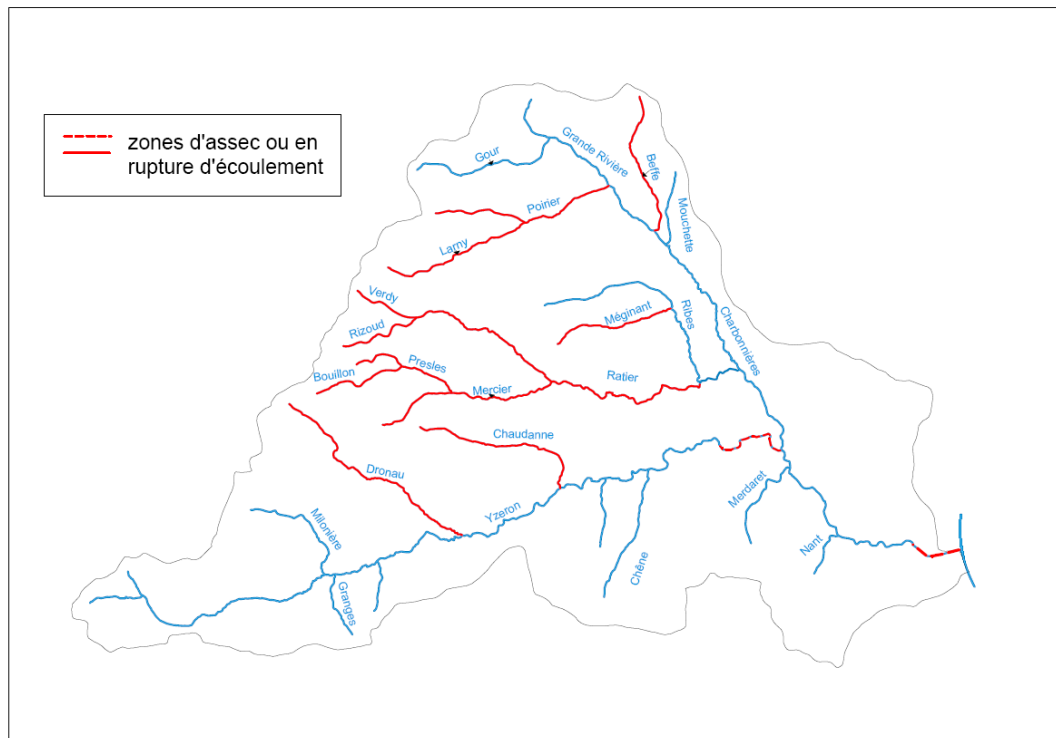 zones d'assec ou en
rupture d'écoulement
Gour
Grande Rivière
Beffe
Mouchette
Poirier
Larny
Verdy
Rizoud
Méginant
Ribes
Charbonnières
Presles
Bouillon
Mercier
Ratier
Chaudanne
Dronau
Yzeron
Merdaret
Milonière
Nant
Chêne
Granges